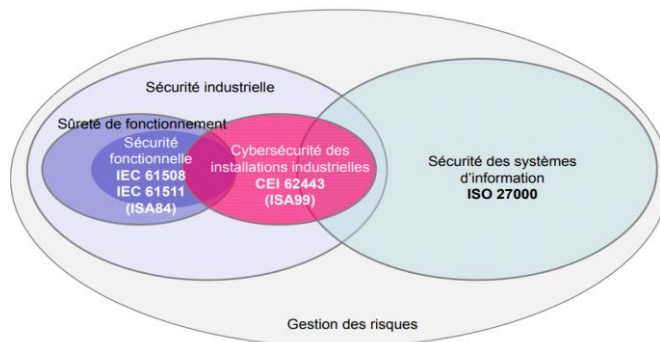 Sécurité industrielle
Sûreté de fonctionnement
Sécurité
fonctionnelle
IEC 61508
IEC 61511
(ISA84)
Cybersécurité des
installations industrielles
CEI 62443
(ISA99)
Sécurité des systèmes
d'information
ISO 27000
Gestion des risques